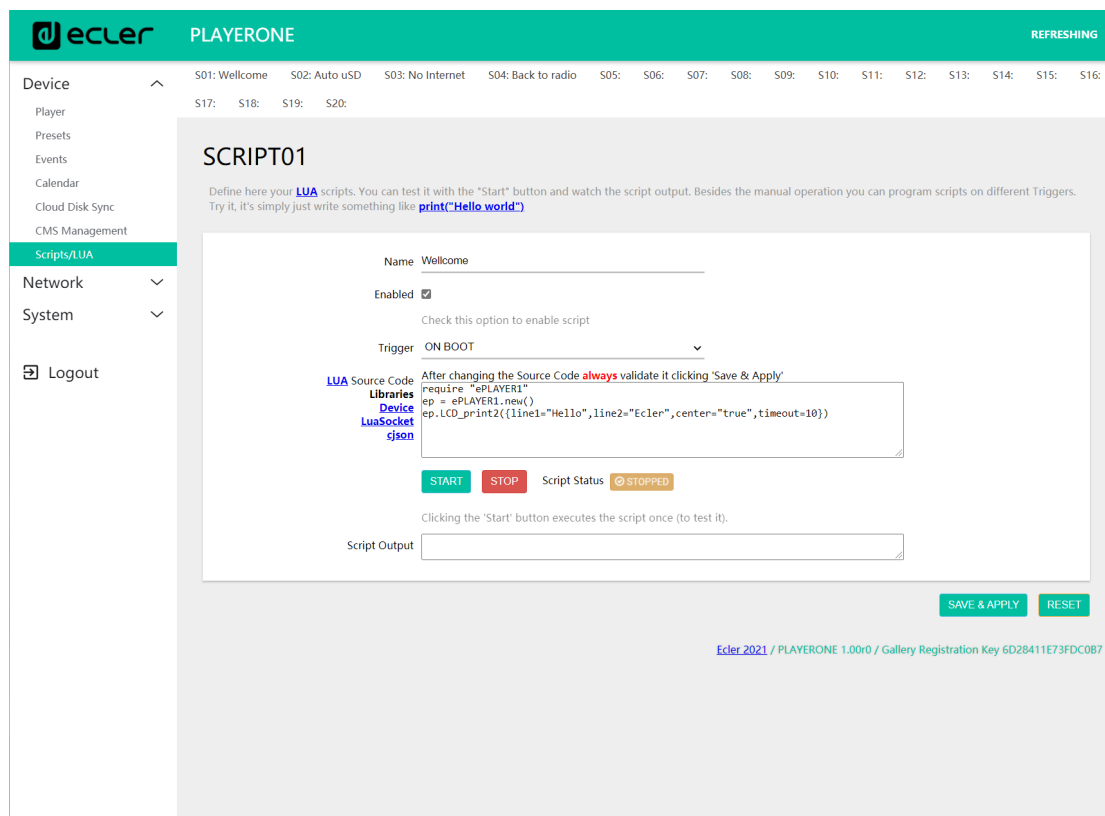 ecler PLAYERONE REFRESHING
Device
Player
Presets
Events
Calendar
Cloud Disk Sync
CMS Management
Scripts/LUA
Network
System
Logout
S01: Wellcome S02: Auto uSD S03: No Internet S04: Back to radio S05: S06: S07: S08: S09: S10: S11: S12: S13: S14: S15: S16:
S17: S18: S19: S20:
SCRIPT01
Define here your LUA scripts. You can test it with the "Start" button and watch the script output. Besides the manual operation you can program scripts on different Triggers.
Try it, it's simply just write something like print("Hello world")
Name Wellcome
Enabled
Check this option to enable script
Trigger ON BOOT
LUA Source Code
Libraries
Device
LuaSocket
cjson
After changing the Source Code always validate it clicking 'Save & Apply'
require "ePLAYER1"
ep = ePLAYER1.new()
ep.LCD_print2({line1="Hello",line2="Ecler",center="true",timeout=10})
START STOP Script Status STOPPED
Clicking the 'Start' button executes the script once (to test it).
Script Output
SAVE & APPLY RESET
Ecler 2021 / PLAYERONE 1.00r0 / Gallery Registration Key 6D28411E73FDC0B7